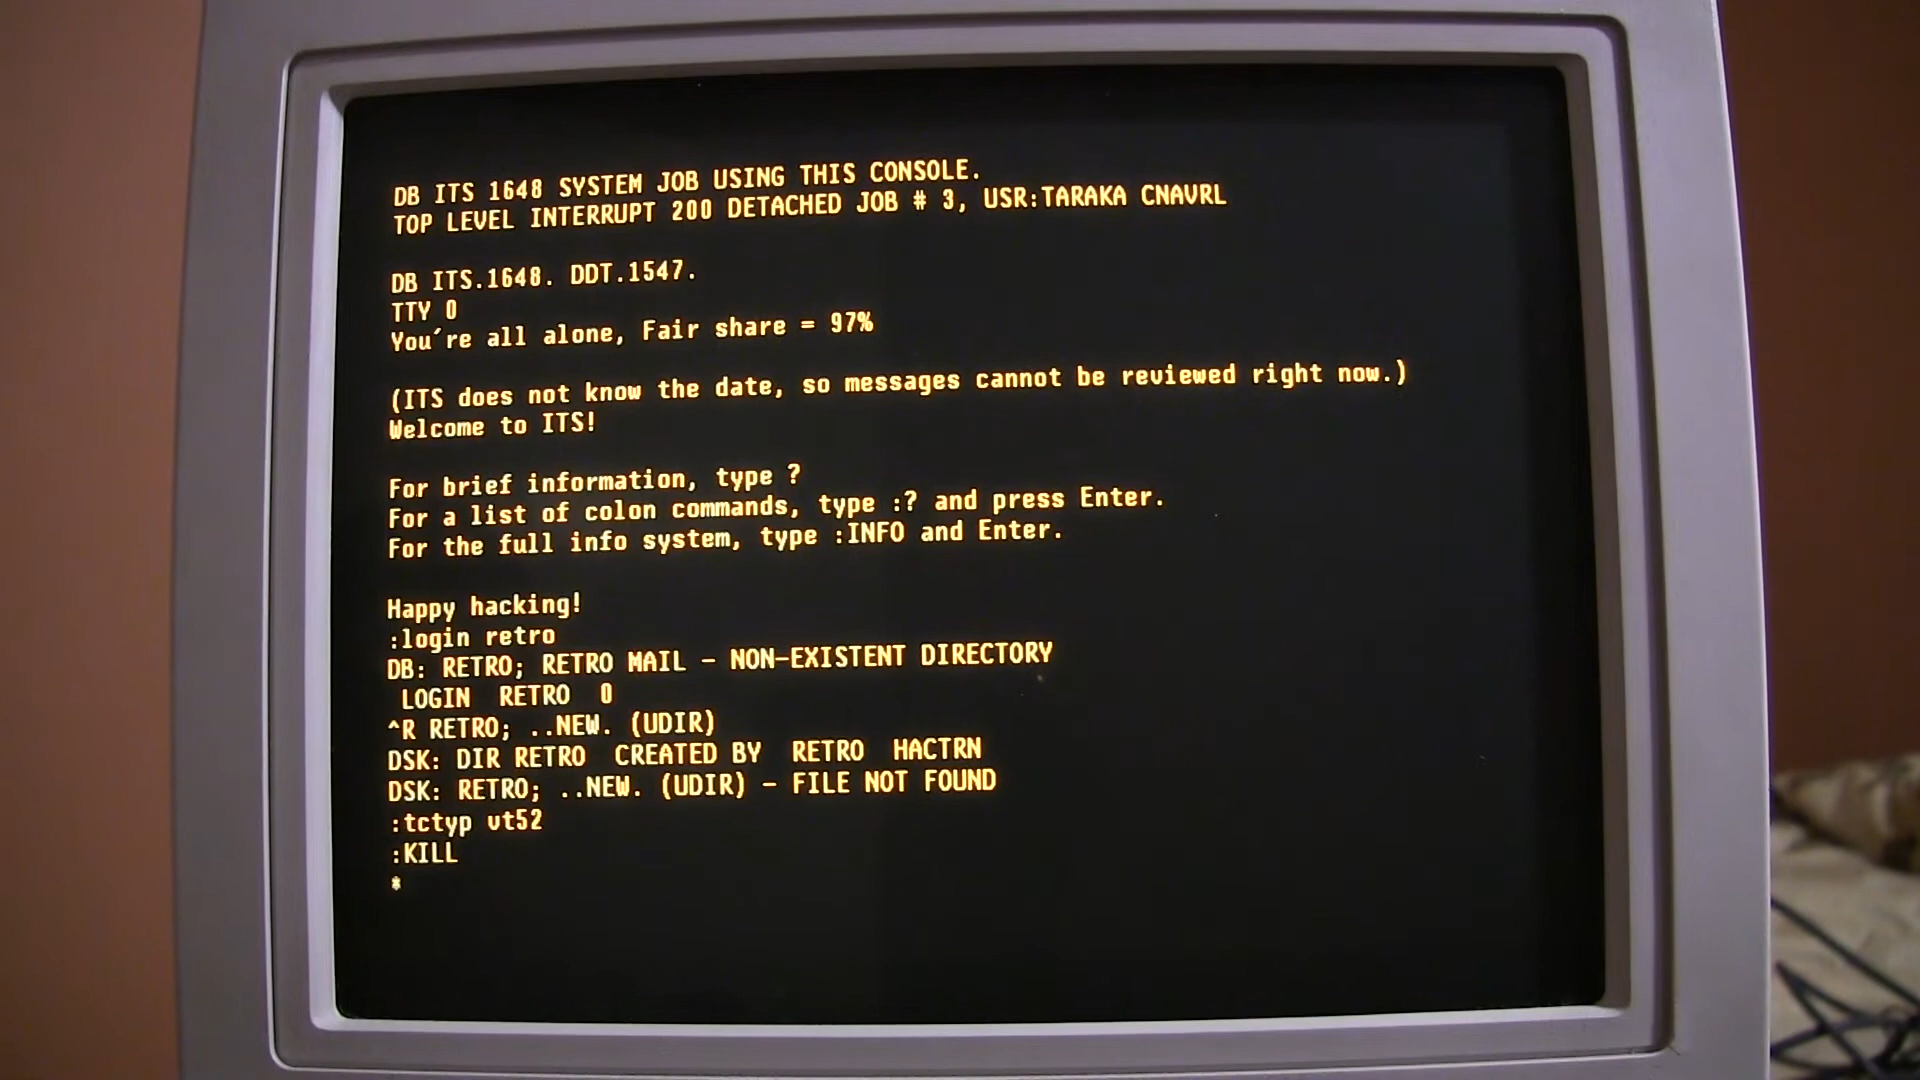 DB ITS 1648 SYSTEM JOB USING THIS CONSOLE.
TOP LEVEL INTERRUPT 200 DETACHED JOB # 3, USR:TARAKA CNAVRL
DB ITS.1648. DDT.1547.
TTY 0
You're all alone, Fair share = 97%
(ITS does not know the date, so messages cannot be reviewed right now.)
Welcome to ITS!
For brief information, type ?
For a list of colon commands, type :? and press Enter.
For the full info system, type :INFO and Enter.
Happy hacking!
:login retro
DB: RETRO; RETRO MAIL - NON-EXISTENT DIRECTORY
LOGIN  RETRO  0
^R RETRO; ..NEW. (UDIR)
DSK: DIR RETRO  CREATED BY  RETRO  HACTRN
DSK: RETRO; ..NEW. (UDIR) - FILE NOT FOUND
:tctyp vt52
:KILL
*